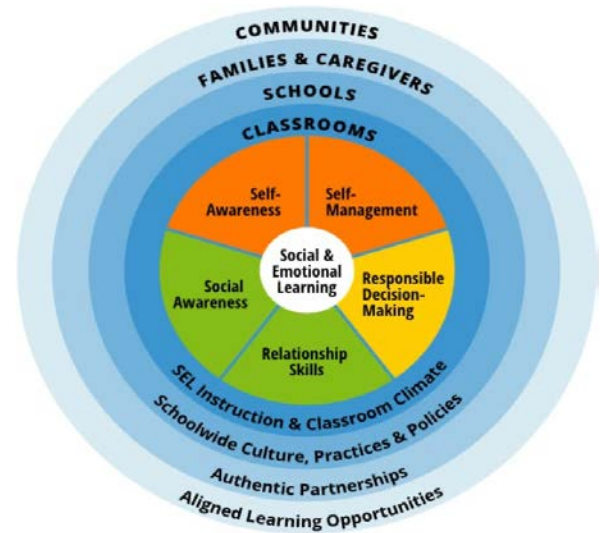 COMMUNITIES
FAMILIES & CAREGIVERS
SCHOOLS
CLASSROOMS
Self-
Awareness
Self-
Management
Social &
Emotional
Learning
Social
Awareness
Responsible
Decision-
Making
Relationship
Skills
SEL Instruction & Classroom Climate
Schoolwide Culture, Practices & Policies
Authentic Partnerships
Aligned Learning Opportunities